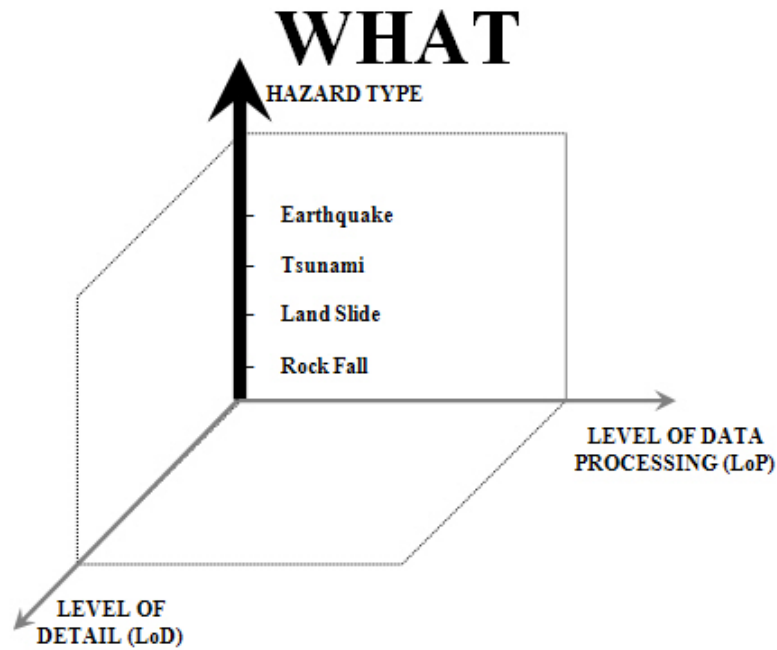 WHAT
HAZARD TYPE
Earthquake
Tsunami
Land Slide
Rock Fall
LEVEL OF DATA
PROCESSING (LoP)
LEVEL OF
DETAIL (LoD)